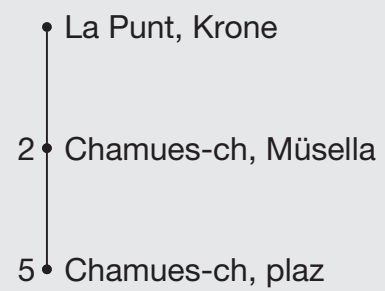 La Punt, Krone
2 Chamues-ch, Müsella
5 Chamues-ch, plaz